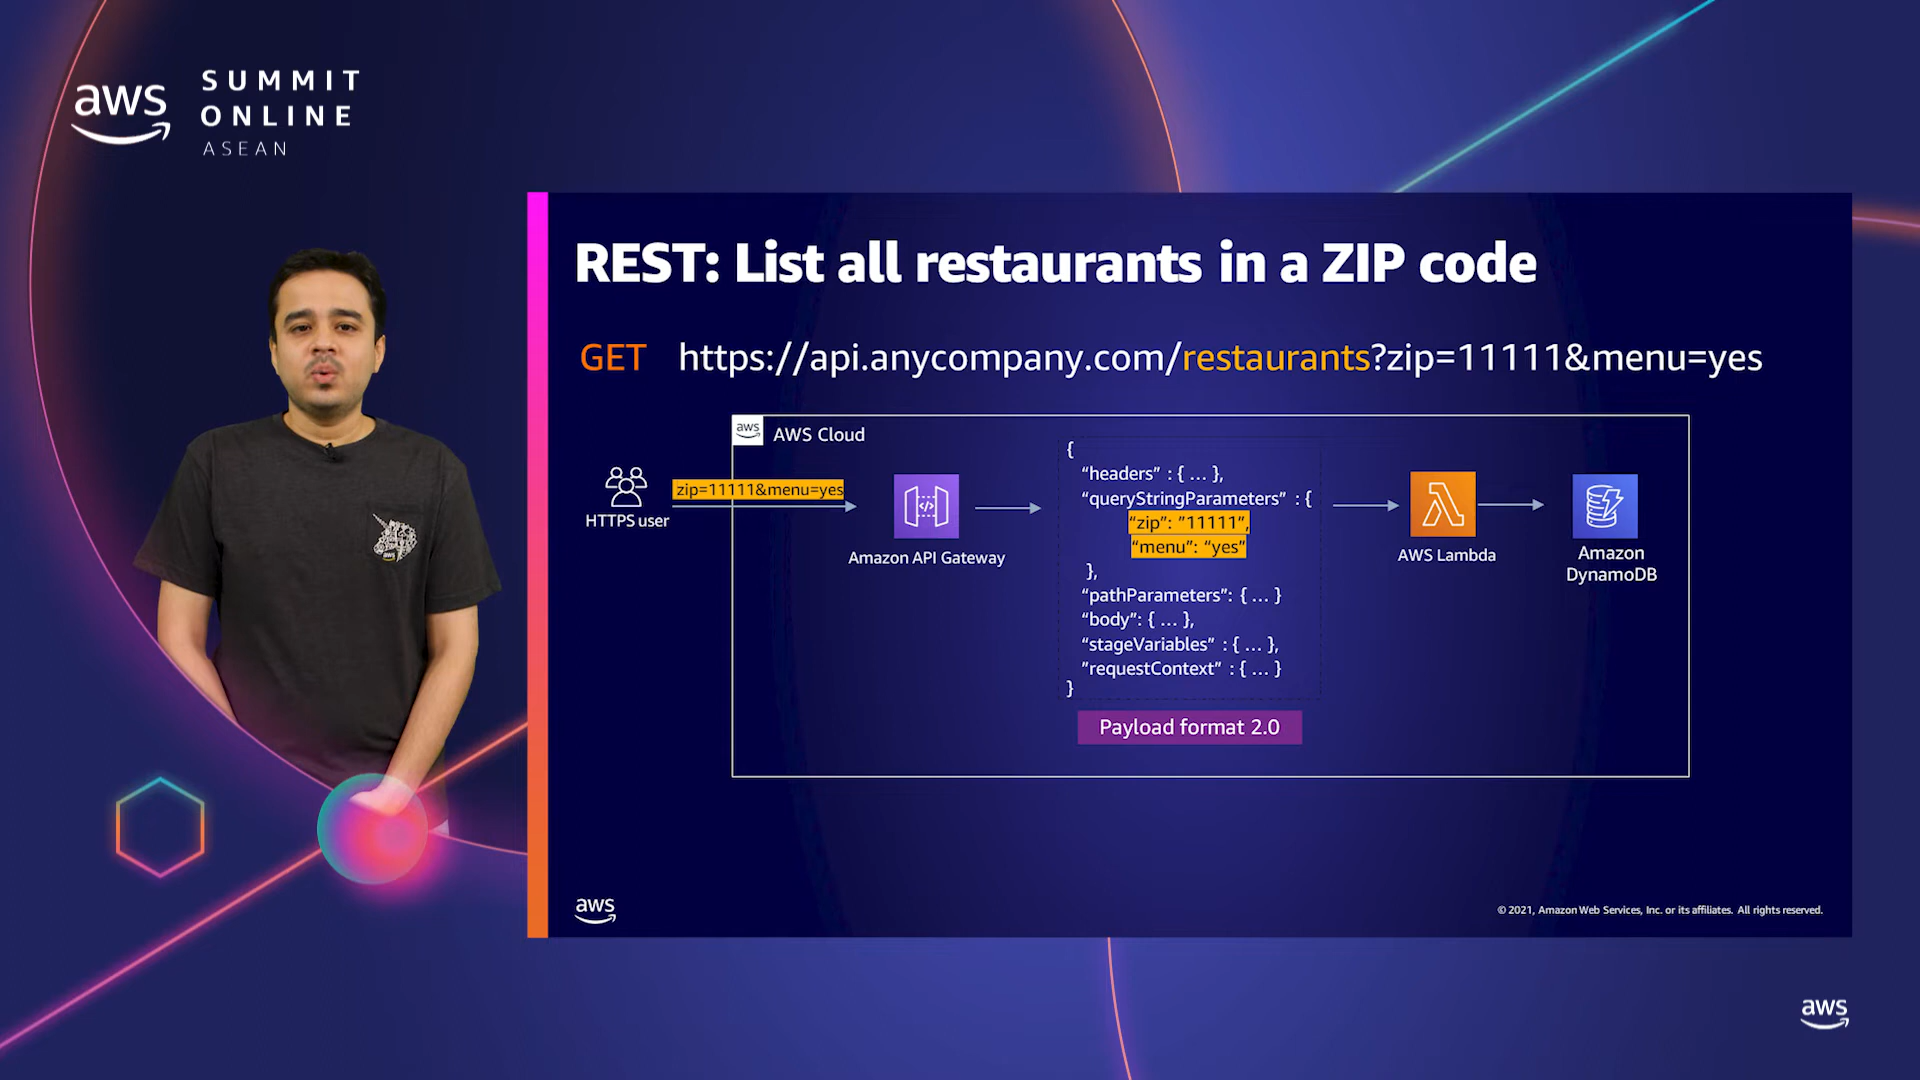 aws
SUMMIT
ONLINE
ASEAN
REST: List all restaurants in a ZIP code
GET https://api.anycompany.com/restaurants?zip=11111&menu=yes
aws
AWS Cloud
HTTPS user
zip=11111&menu=yes
Amazon API Gateway
{
“headers” : { ... },
“queryStringParameters” : {
“zip”: ”11111”,
“menu”: “yes”
},
“pathParameters”: { ... }
“body”: { ... },
“stageVariables” : { ... },
”requestContext” : { ... }
}
Payload format 2.0
AWS Lambda
Amazon
DynamoDB
aws
© 2021, Amazon Web Services, Inc. or its affiliates. All rights reserved.
aws
aws